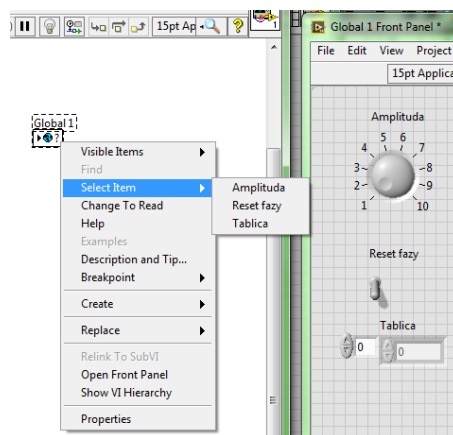 15pt Ap
Global 1
?
Visible Items
Find
Select Item
Change To Read
Help
Examples
Description and Tip...
Breakpoint
Create
Replace
Relink To SubVI
Open Front Panel
Show VI Hierarchy
Properties
Amplituda
Reset fazy
Tablica
Global 1 Front Panel *
File Edit View Project
15pt Applica
Amplituda
1 2 3 4 5 6 7 8 9 10
Reset fazy
Tablica
0 0